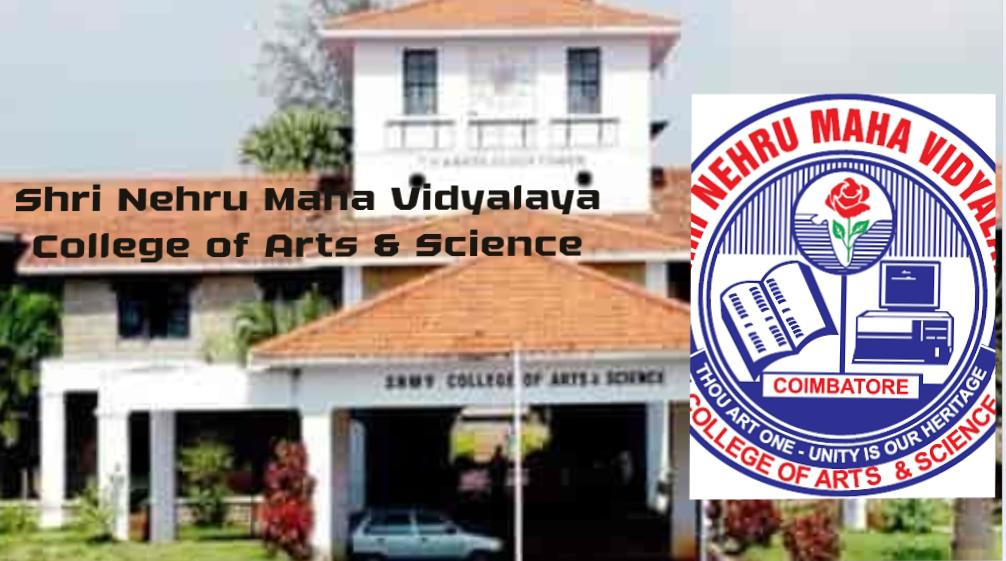 Shri Nehru Maha Vidyalaya
College of Arts & Science
SNMV COLLEGE OF ARTS & SCIENCE
NEHRU MAHA
COIMBATORE
THOU ART ONE - UNITY IS OUR HERITAGE
COLLEGE OF ARTS & SCIENCE